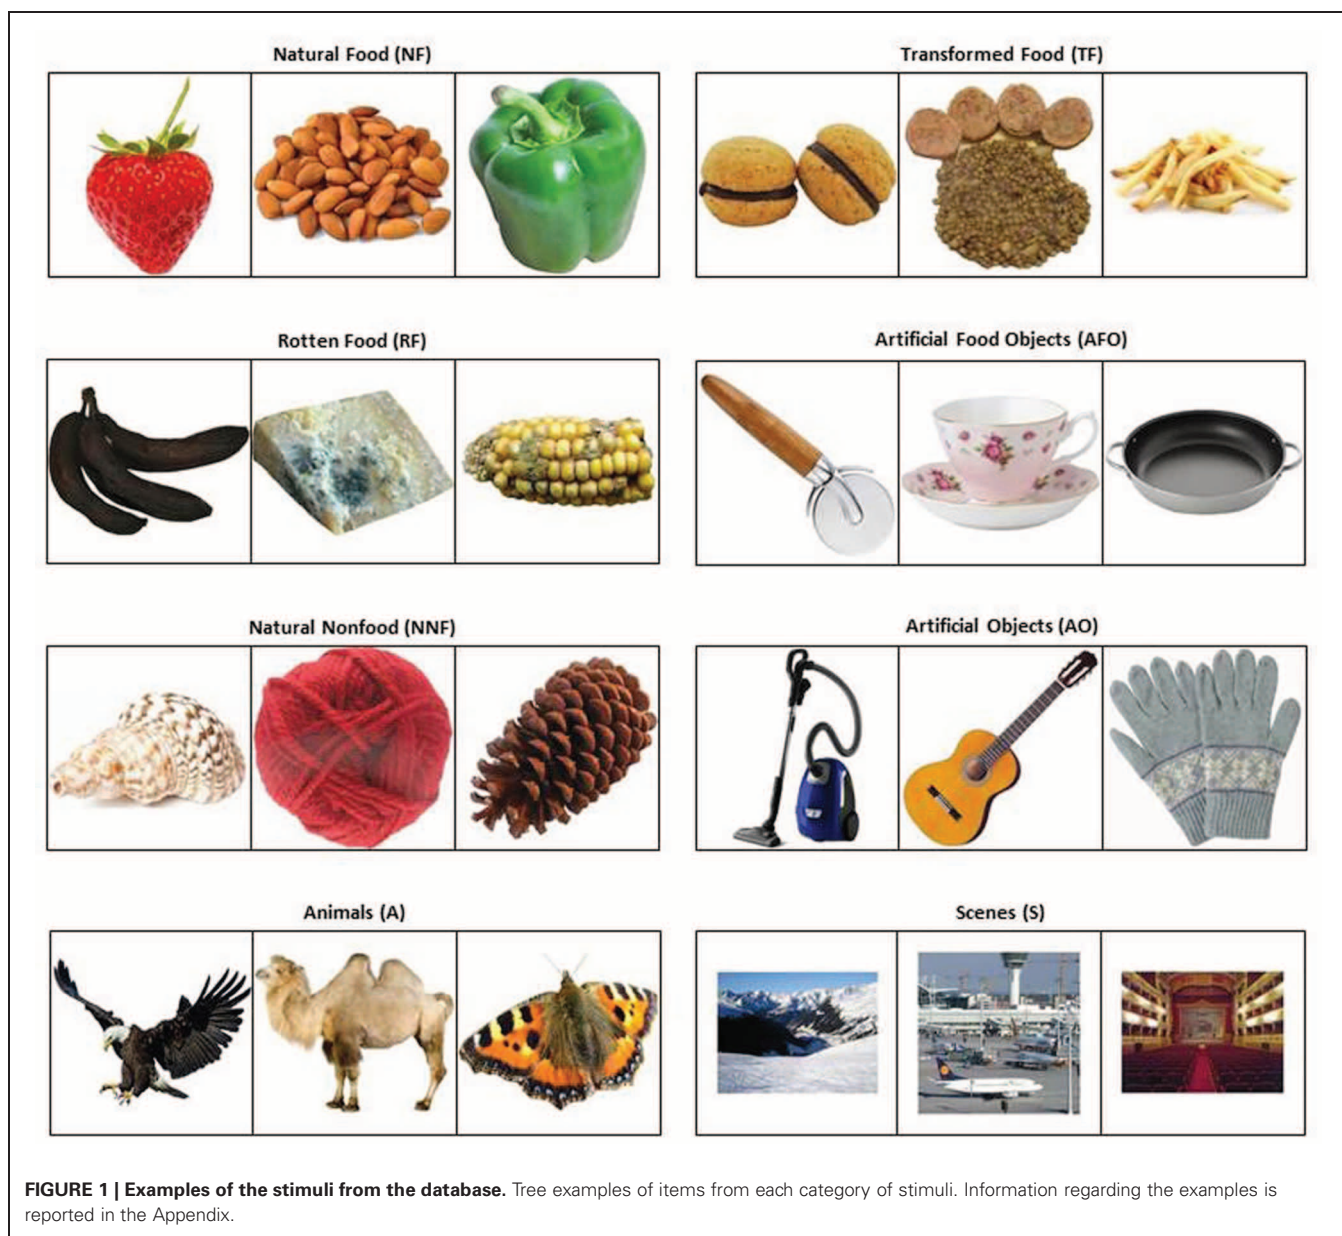 Natural Food (NF)
Transformed Food (TF)
Rotten Food (RF)
Artificial Food Objects (AFO)
Natural Nonfood (NNF)
Artificial Objects (AO)
Animals (A)
Scenes (S)
FIGURE 1 | Examples of the stimuli from the database. Tree examples of items from each category of stimuli. Information regarding the examples is
reported in the Appendix.